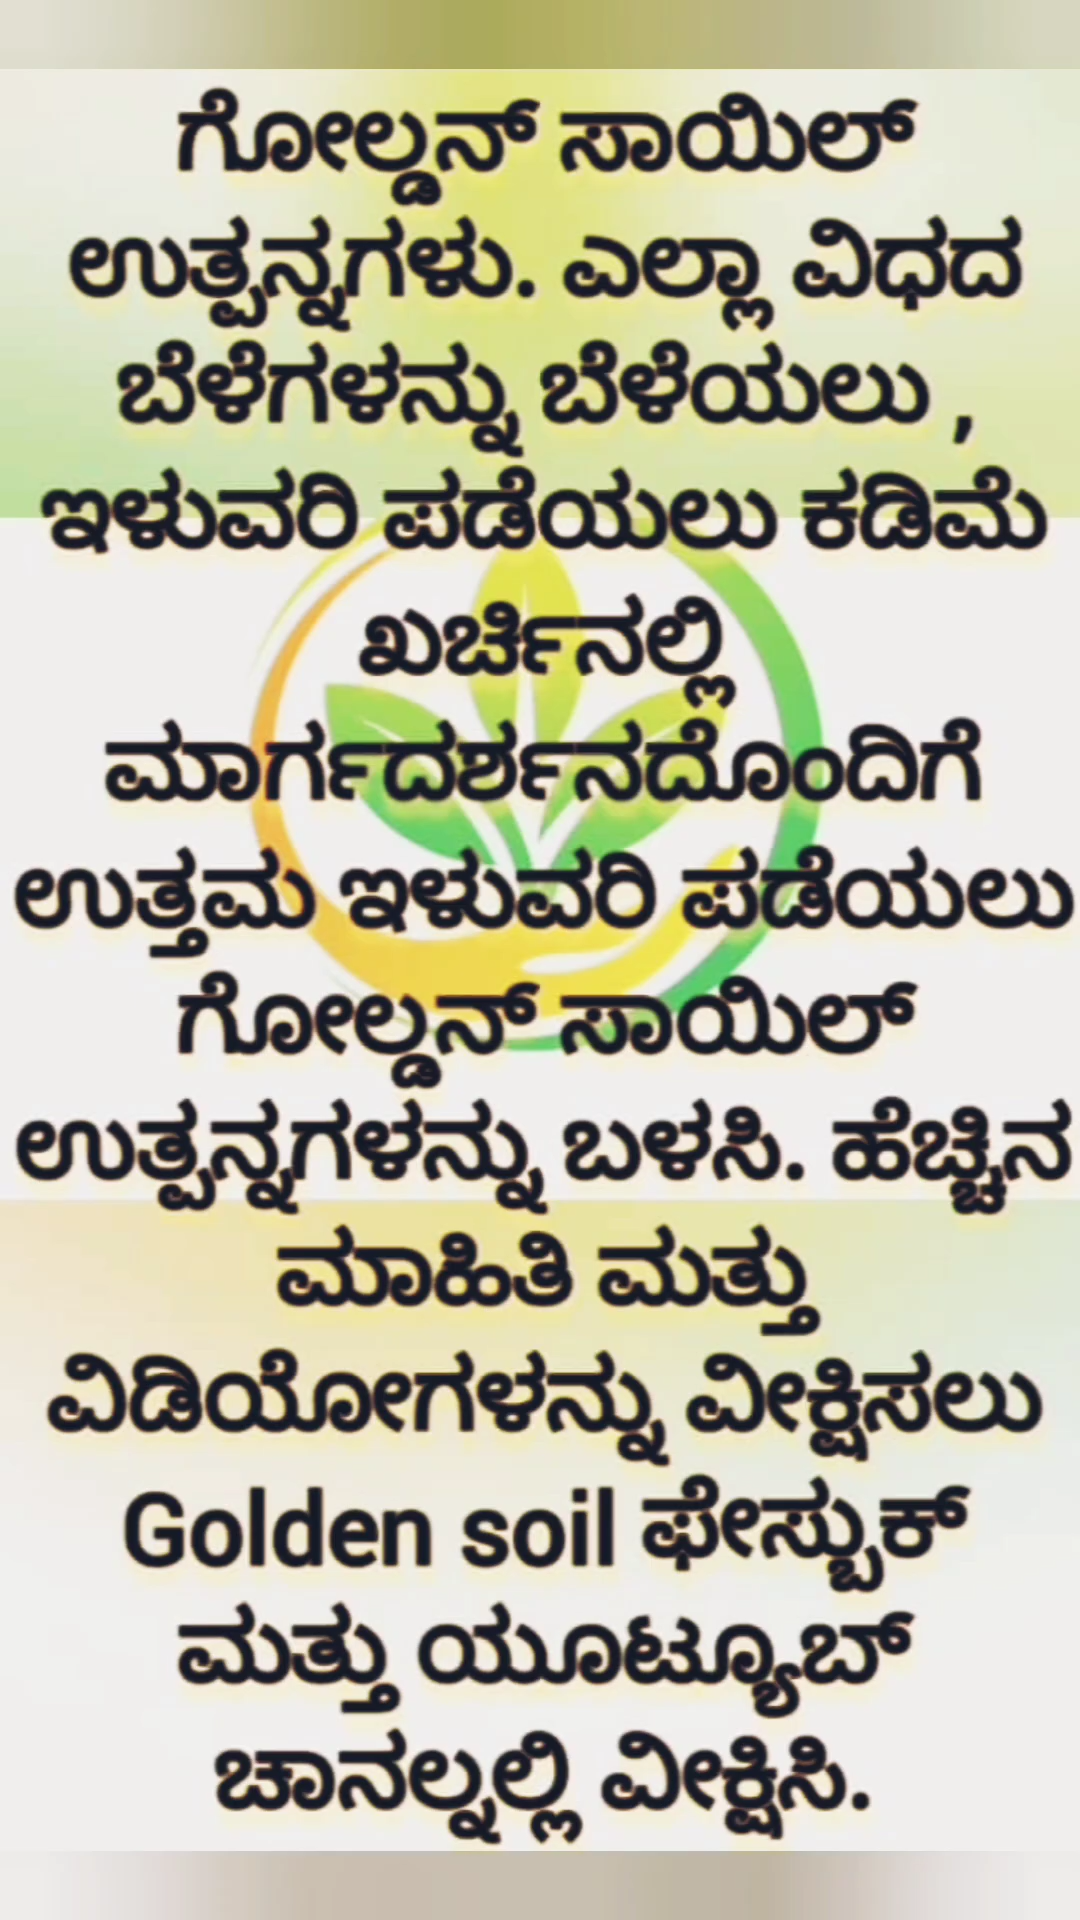 ಗೋಲ್ಡನ್ ಸಾಯಿಲ್
ಉತ್ಪನ್ನಗಳು. ಎಲ್ಲಾ ವಿಧದ
ಬೆಳೆಗಳನ್ನು ಬೆಳೆಯಲು ,
ಇಳುವರಿ ಪಡೆಯಲು ಕಡಿಮೆ
ಖರ್ಚಿನಲ್ಲಿ
ಮಾರ್ಗದರ್ಶನದೊಂದಿಗೆ
ಉತ್ತಮ ಇಳುವರಿ ಪಡೆಯಲು
ಗೋಲ್ಡನ್ ಸಾಯಿಲ್
ಉತ್ಪನ್ನಗಳನ್ನು ಬಳಸಿ. ಹೆಚ್ಚಿನ
ಮಾಹಿತಿ ಮತ್ತು
ವಿಡಿಯೋಗಳನ್ನು ವೀಕ್ಷಿಸಲು
Golden soil ಫೇಸ್ಬುಕ್
ಮತ್ತು ಯೂಟ್ಯೂಬ್
ಚಾನಲ್ನಲ್ಲಿ ವೀಕ್ಷಿಸಿ.